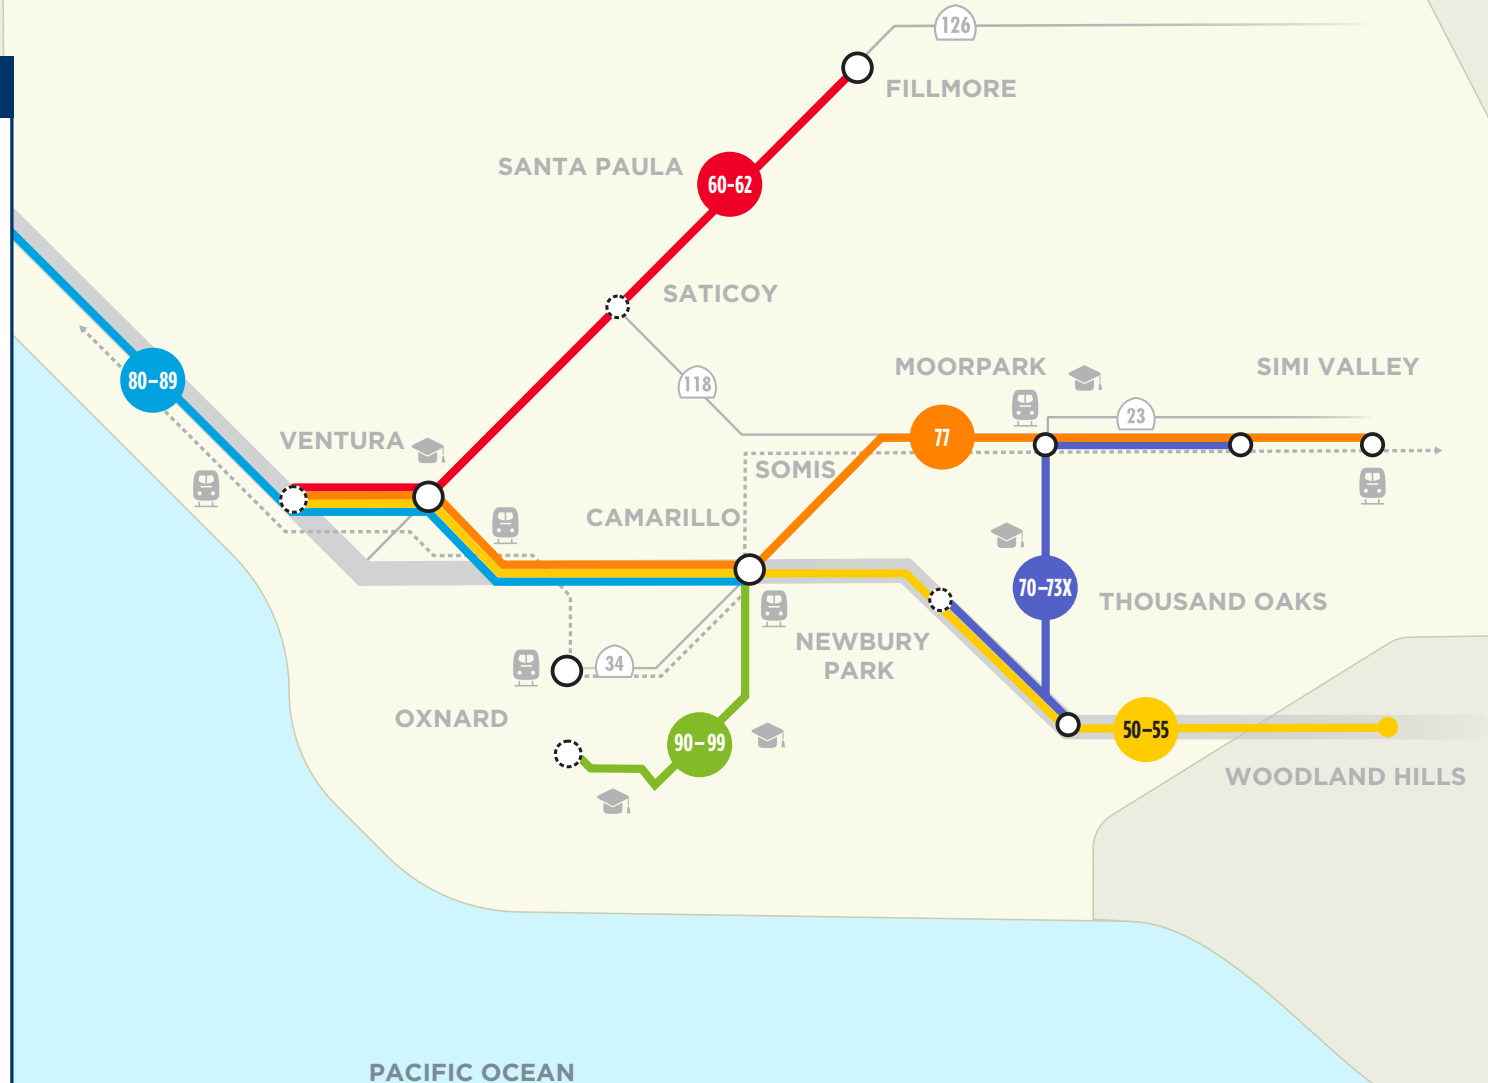 126
FILLMORE
SANTA PAULA
60–62
SATICOY
80–89
118
MOORPARK
SIMI VALLEY
23
VENTURA
77
SOMIS
CAMARILLO
70–73X
THOUSAND OAKS
NEWBURY
PARK
34
OXNARD
90–99
50–55
WOODLAND HILLS
PACIFIC OCEAN